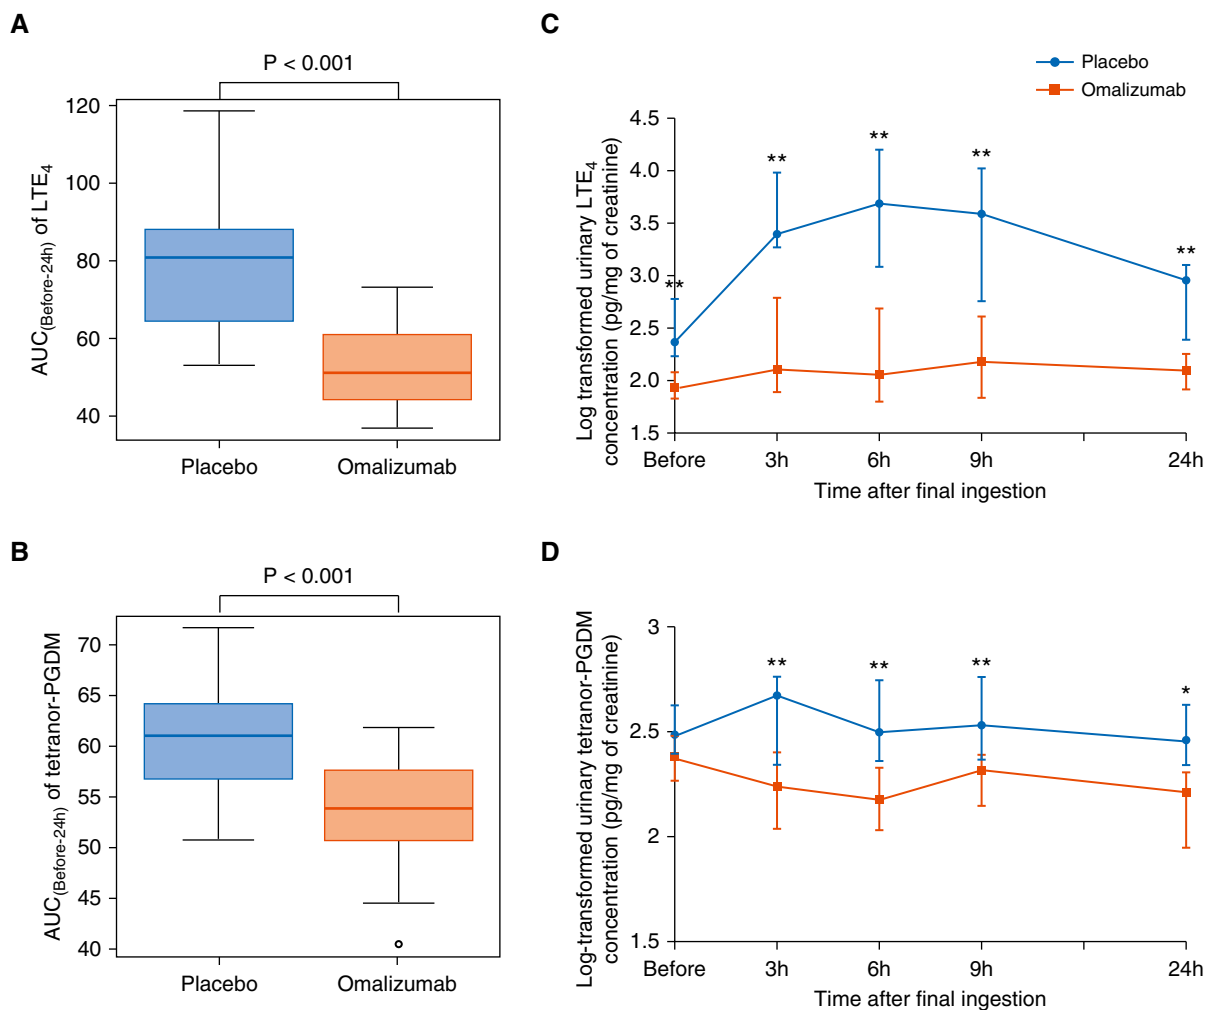 A
P < 0.001
AUC(Before-24h) of LTE4
120
100
80
60
40
Placebo
Omalizumab
C
Placebo
Omalizumab
Log transformed urinary LTE4
concentration (pg/mg of creatinine)
4.5
4.0
3.5
3.0
2.5
2.0
1.5
**
**
**
**
**
Before
3h
6h
9h
24h
Time after final ingestion
B
P < 0.001
AUC(Before-24h) of tetranor-PGDM
70
65
60
55
50
45
40
Placebo
Omalizumab
D
Log-transformed urinary tetranor-PGDM
concentration (pg/mg of creatinine)
3
2.5
2
1.5
**
**
**
*
Before
3h
6h
9h
24h
Time after final ingestion